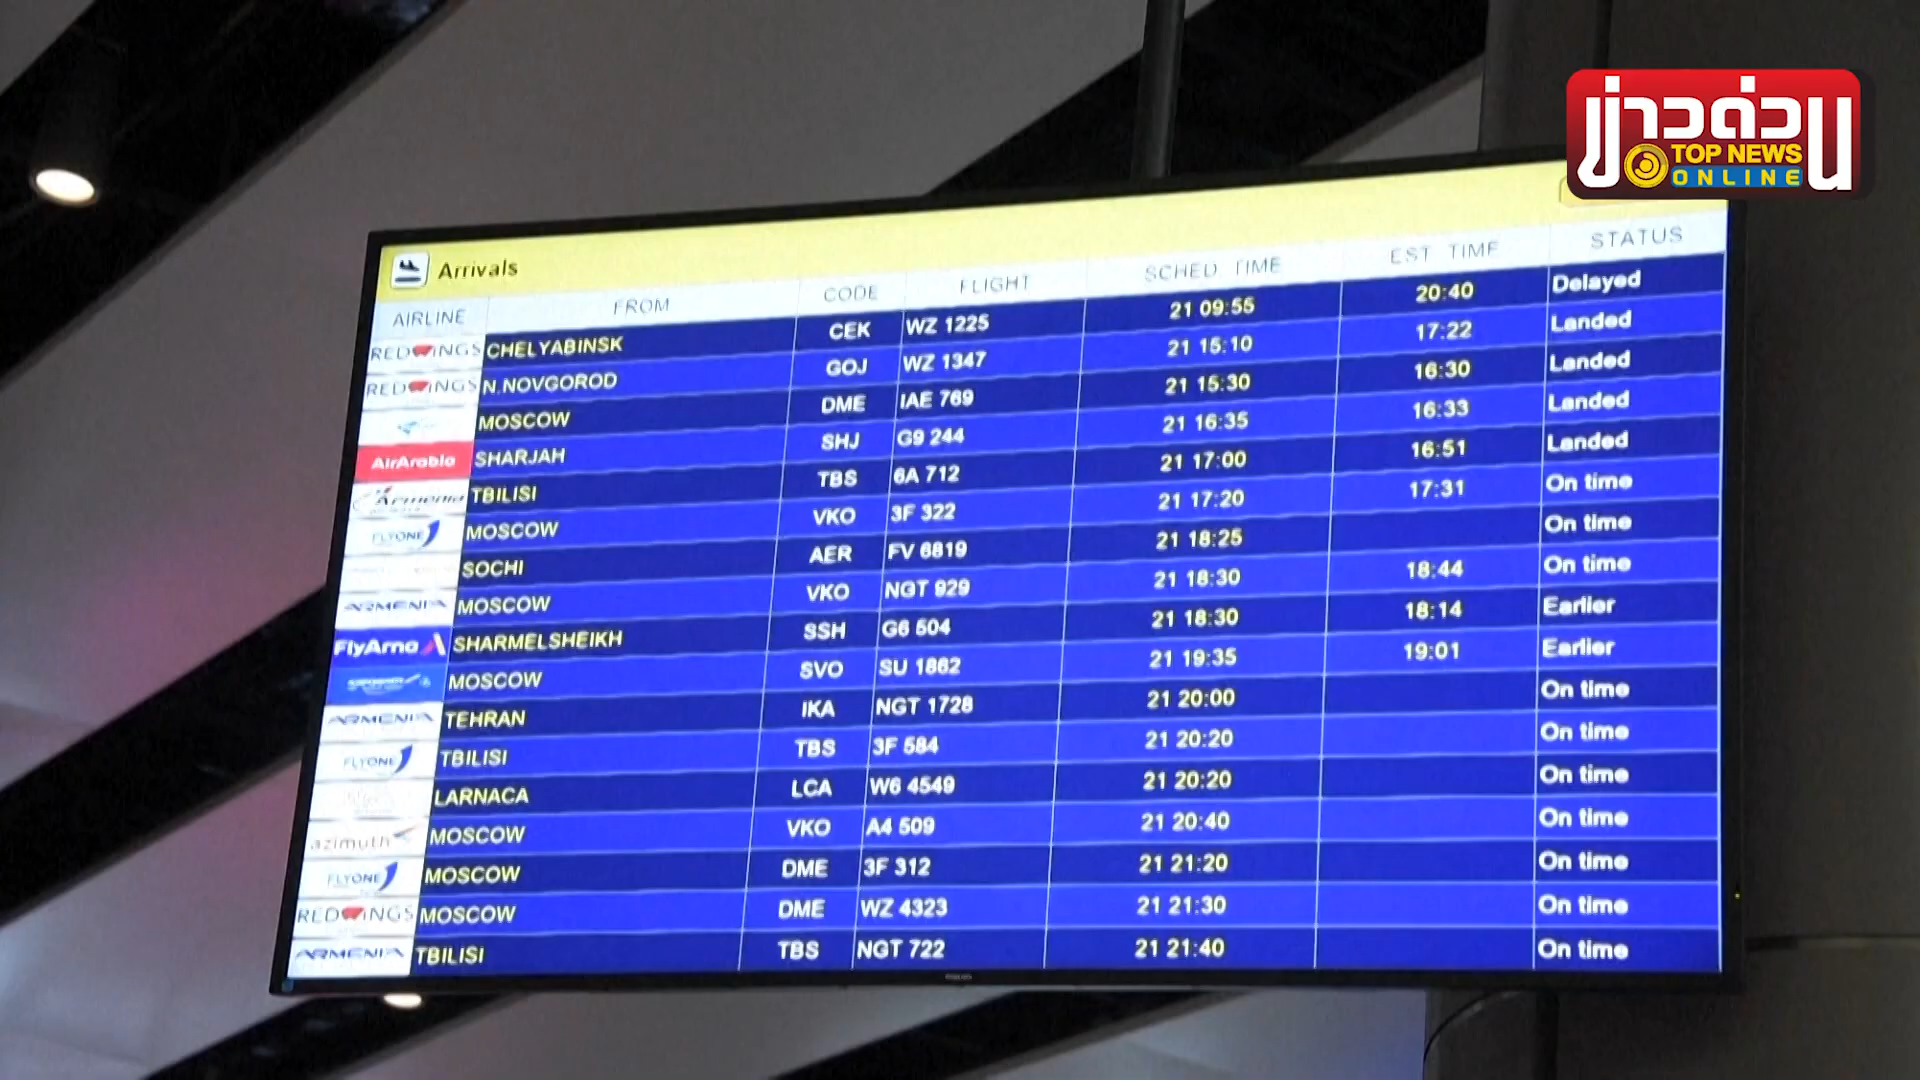 ข่าวด่วน
TOP NEWS
ONLINE
Arrivals
AIRLINE FROM CODE FLIGHT SCHED TIME EST TIME STATUS
REDWINGS CHELYABINSK CEK WZ 1225 21 09:55 20:40 Delayed
REDWINGS N.NOVGOROD GOJ WZ 1347 21 15:10 17:22 Landed
MOSCOW DME IAE 769 21 15:30 16:30 Landed
AirArabia SHARJAH SHJ G9 244 21 16:35 16:33 Landed
Armenia TBILISI TBS 6A 712 21 17:00 16:51 Landed
FLYONE MOSCOW VKO 3F 322 21 17:20 17:31 On time
SOCHI AER FV 6819 21 18:25 On time
ARMENIA MOSCOW VKO NGT 929 21 18:30 18:44 On time
FlyArna SHARMELSHEIKH SSH G6 504 21 18:30 18:14 Earlier
MOSCOW SVO SU 1862 21 19:35 19:01 Earlier
ARMENIA TEHRAN IKA NGT 1728 21 20:00 On time
FLYONE TBILISI TBS 3F 584 21 20:20 On time
LARNACA LCA W6 4549 21 20:20 On time
azimuth MOSCOW VKO A4 509 21 20:40 On time
FLYONE MOSCOW DME 3F 312 21 21:20 On time
REDWINGS MOSCOW DME WZ 4323 21 21:30 On time
ARMENIA TBILISI TBS NGT 722 21 21:40 On time